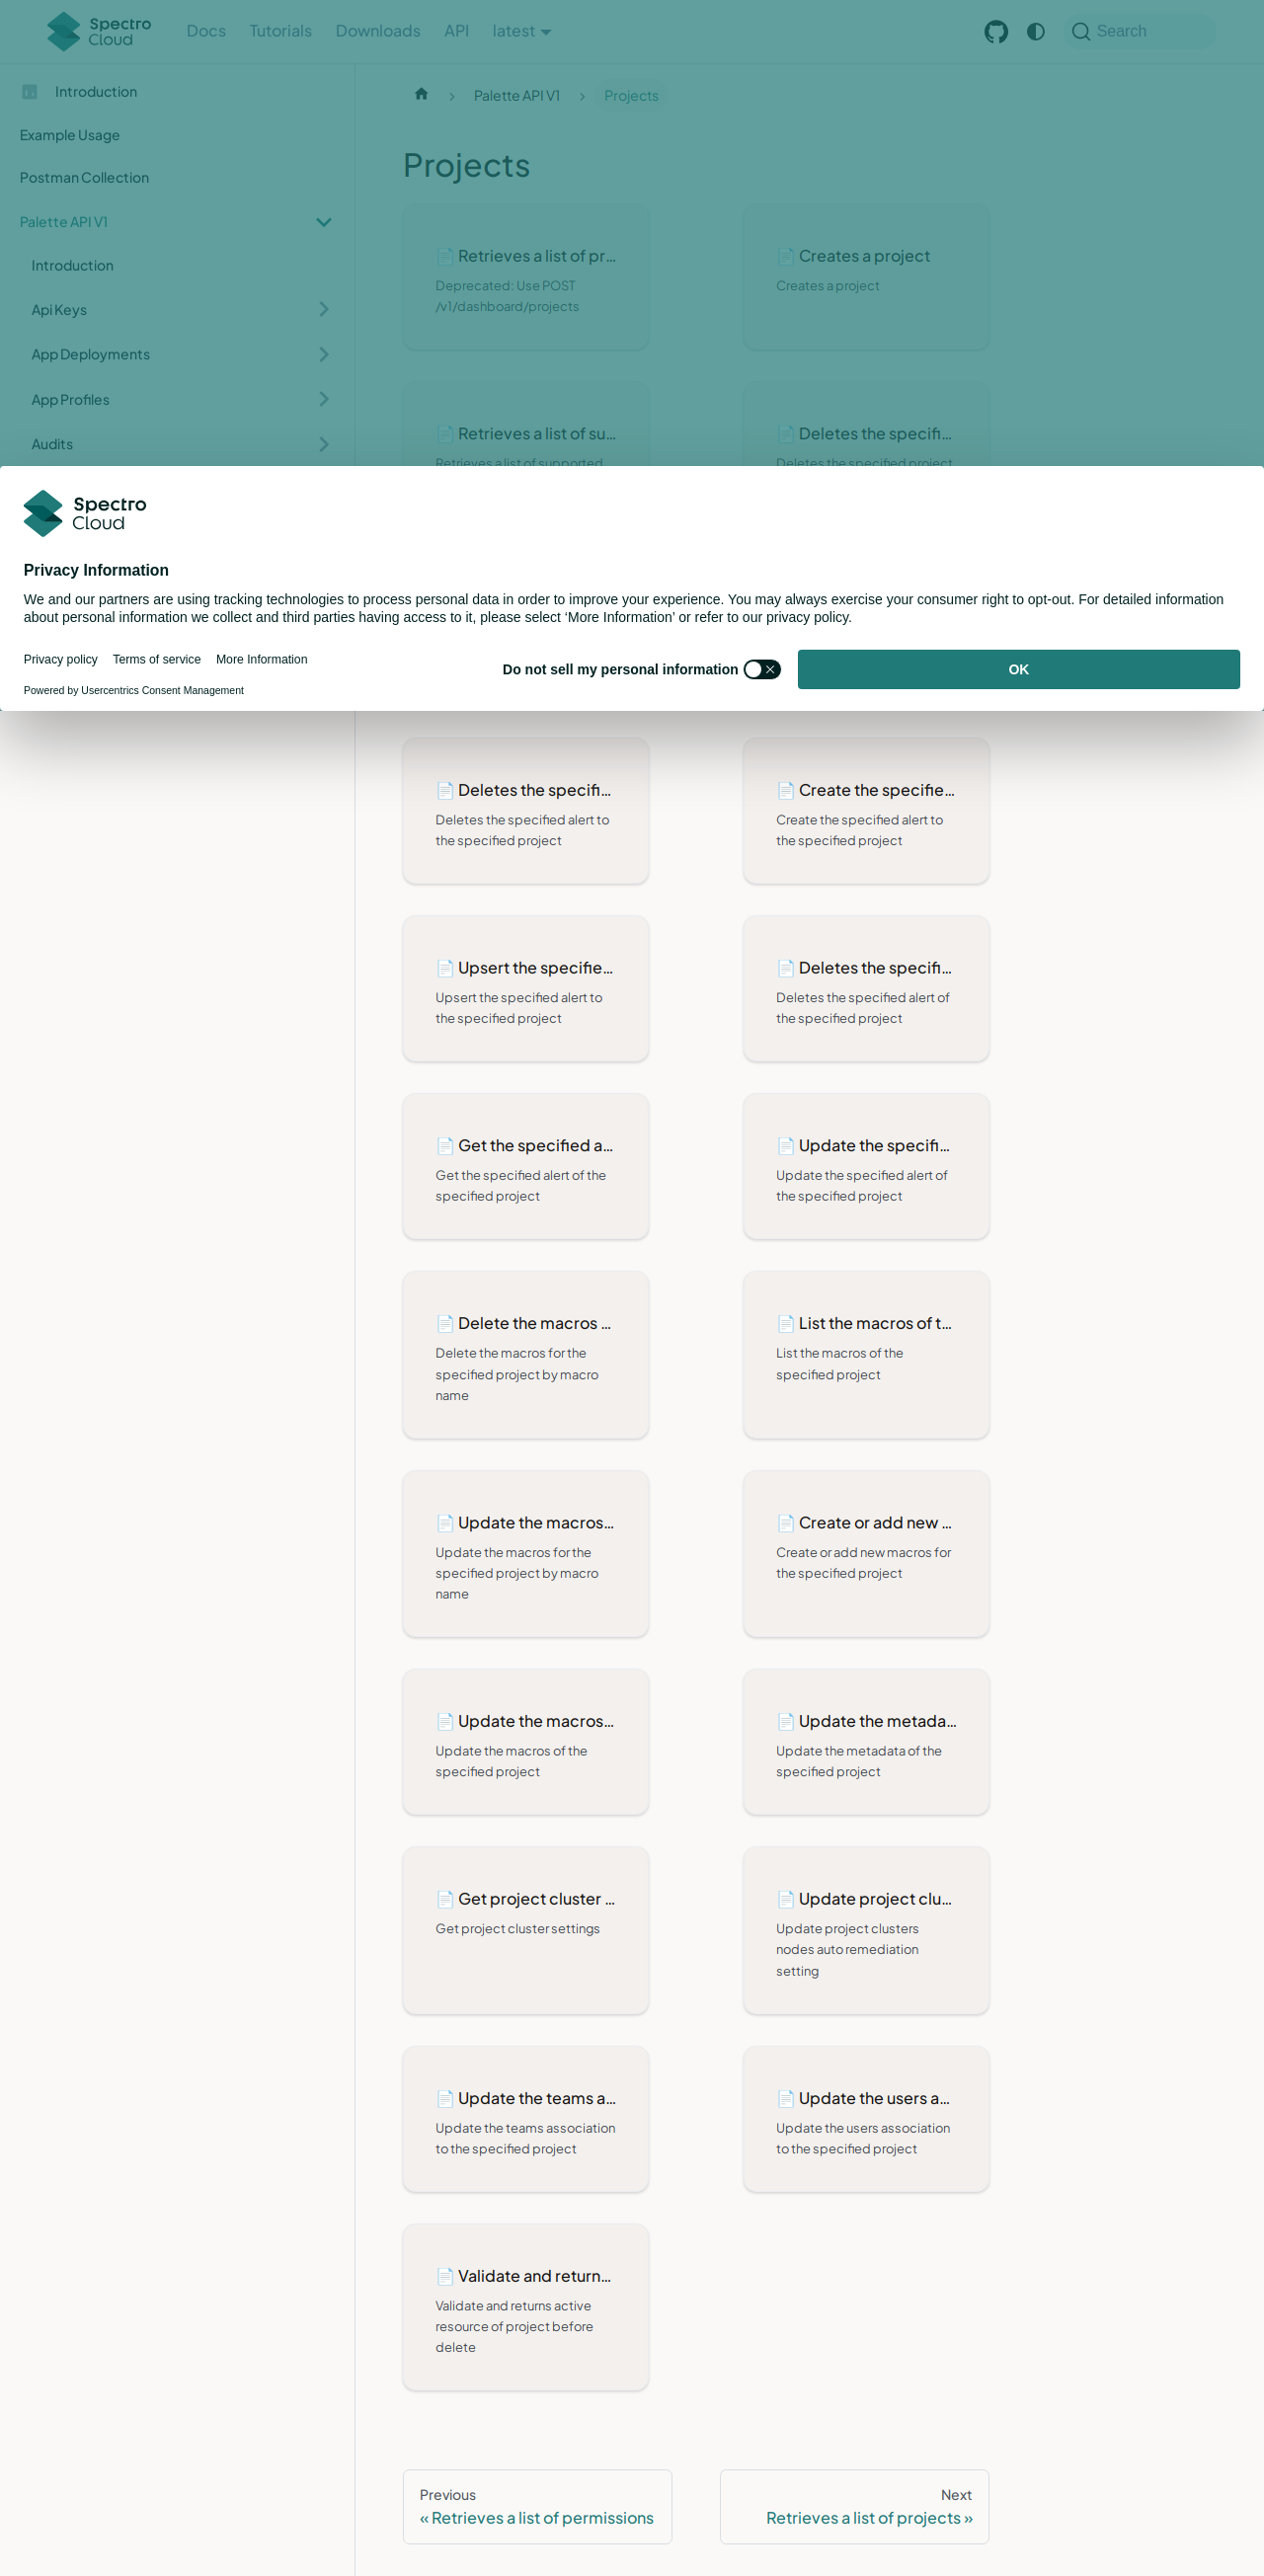 Spectro Cloud
Docs
Tutorials
Downloads
API
latest
Search
Introduction
Example Usage
Postman Collection
Palette API V1
Introduction
Api Keys
App Deployments
App Profiles
Audits
Palette API V1
Projects
Projects
Retrieves a list of pr...
Deprecated: Use POST
/v1/dashboard/projects
Creates a project
Creates a project
Retrieves a list of su...
Retrieves a list of supported
Deletes the specifi...
Deletes the specified project
Spectro
Cloud
Privacy Information
We and our partners are using tracking technologies to process personal data in order to improve your experience. You may always exercise your consumer right to opt-out. For detailed information
about personal information we collect and third parties having access to it, please select ‘More Information’ or refer to our privacy policy.
Privacy policy
Terms of service
More Information
Powered by Usercentrics Consent Management
Do not sell my personal information
OK
Deletes the specifi...
Deletes the specified alert to
the specified project
Create the specifie...
Create the specified alert to
the specified project
Upsert the specifie...
Upsert the specified alert to
the specified project
Deletes the specifi...
Deletes the specified alert of
the specified project
Get the specified a...
Get the specified alert of the
specified project
Update the specifi...
Update the specified alert of
the specified project
Delete the macros ...
Delete the macros for the
specified project by macro
name
List the macros of t...
List the macros of the
specified project
Update the macros...
Update the macros for the
specified project by macro
name
Create or add new ...
Create or add new macros for
the specified project
Update the macros...
Update the macros of the
specified project
Update the metada...
Update the metadata of the
specified project
Get project cluster ...
Get project cluster settings
Update project clu...
Update project clusters
nodes auto remediation
setting
Update the teams a...
Update the teams association
to the specified project
Update the users a...
Update the users association
to the specified project
Validate and return...
Validate and returns active
resource of project before
delete
Previous
« Retrieves a list of permissions
Next
Retrieves a list of projects »